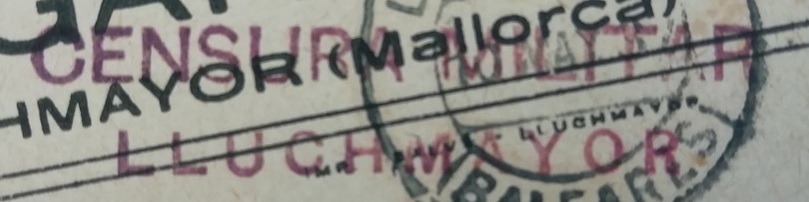 CENSURA MILITAR
HMAYOR (Mallorca)
LLUCHMAYOR.
LLUCHMAYOR
BALEARES